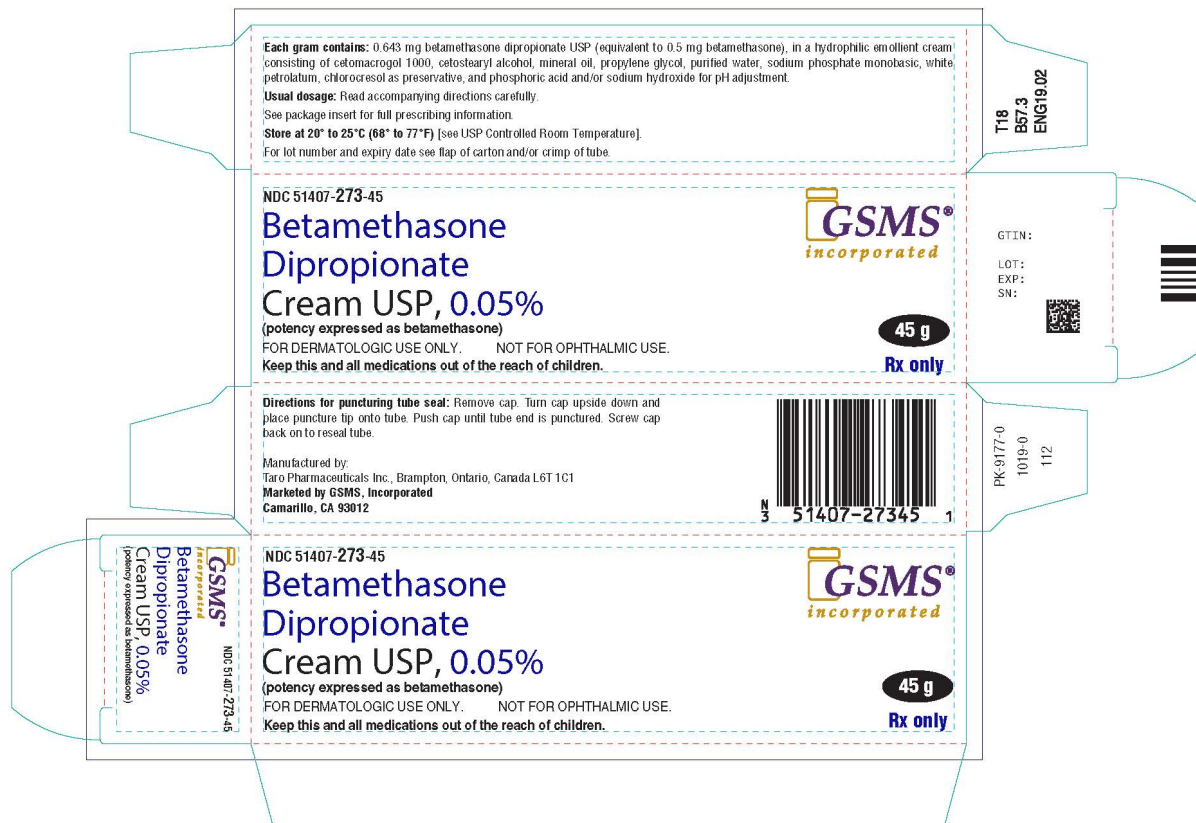 Each gram contains: 0.643 mg betamethasone dipropionate USP (equivalent to 0.5 mg betamethasone), in a hydrophilic emollient cream
consisting of cetomacrogol 1000, cetostearyl alcohol, mineral oil, propylene glycol, purified water, sodium phosphate monobasic, white
petrolatum, chlorocresol as preservative, and phosphoric acid and/or sodium hydroxide for pH adjustment.
Usual dosage: Read accompanying directions carefully.
See package insert for full prescribing information.
Store at 20° to 25°C (68° to 77°F) [see USP Controlled Room Temperature].
For lot number and expiry date see flap of carton and/or crimp of tube.
T18
B57.3
ENG19.02
NDC 51407-273-45
Betamethasone
Dipropionate
Cream USP, 0.05%
(potency expressed as betamethasone)
FOR DERMATOLOGIC USE ONLY. NOT FOR OPHTHALMIC USE.
Keep this and all medications out of the reach of children.
GSMS®
incorporated
45 g
Rx only
GTIN:
LOT:
EXP:
SN:
Directions for puncturing tube seal: Remove cap. Turn cap upside down and
place puncture tip onto tube. Push cap until tube end is punctured. Screw cap
back on to reseal tube.
Manufactured by:
Taro Pharmaceuticals Inc., Brampton, Ontario, Canada L6T 1C1
Marketed by GSMS, Incorporated
Camarillo, CA 93012
N
3 51407-27345 1
PK-9177-0
1019-0
112
GSMS®
incorporated
NDC 51407-273-45
Betamethasone
Dipropionate
Cream USP, 0.05%
(potency expressed as betamethasone)
NDC 51407-273-45
Betamethasone
Dipropionate
Cream USP, 0.05%
(potency expressed as betamethasone)
FOR DERMATOLOGIC USE ONLY. NOT FOR OPHTHALMIC USE.
Keep this and all medications out of the reach of children.
GSMS®
incorporated
45 g
Rx only